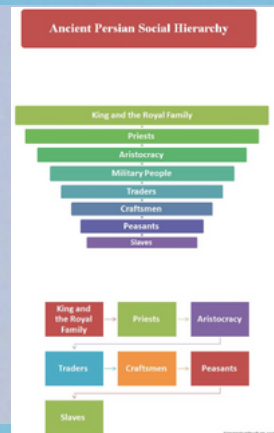 Ancient Persian Social Hierarchy
King and the Royal Family
Priests
Aristocracy
Military People
Traders
Craftsmen
Peasants
Slaves
King and
the Royal
Family
Priests
Aristocracy
Traders
Craftsmen
Peasants
Slaves